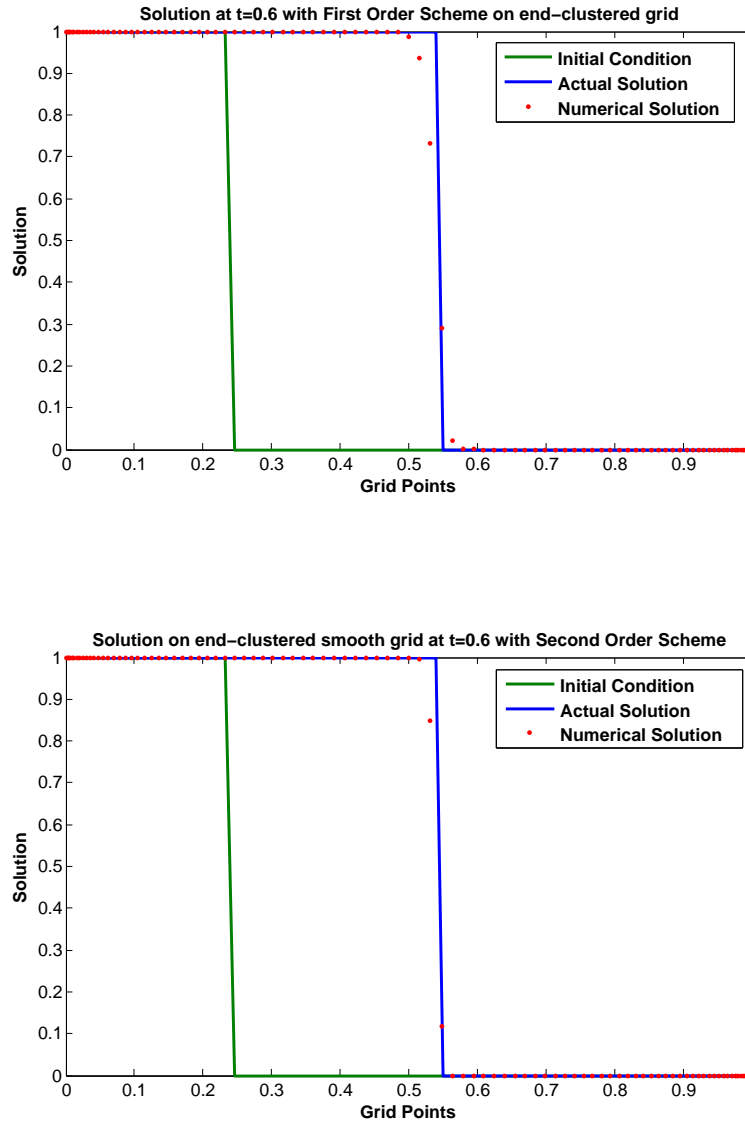 Solution at t=0.6 with First Order Scheme on end−clustered grid
1
0.9
0.8
0.7
0.6
0.5
0.4
0.3
0.2
0.1
0
Solution
Initial Condition
Actual Solution
Numerical Solution
0 0.1 0.2 0.3 0.4 0.5 0.6 0.7 0.8 0.9
Grid Points
Solution on end−clustered smooth grid at t=0.6 with Second Order Scheme
1
0.9
0.8
0.7
0.6
0.5
0.4
0.3
0.2
0.1
0
Solution
Initial Condition
Actual Solution
Numerical Solution
0 0.1 0.2 0.3 0.4 0.5 0.6 0.7 0.8 0.9
Grid Points